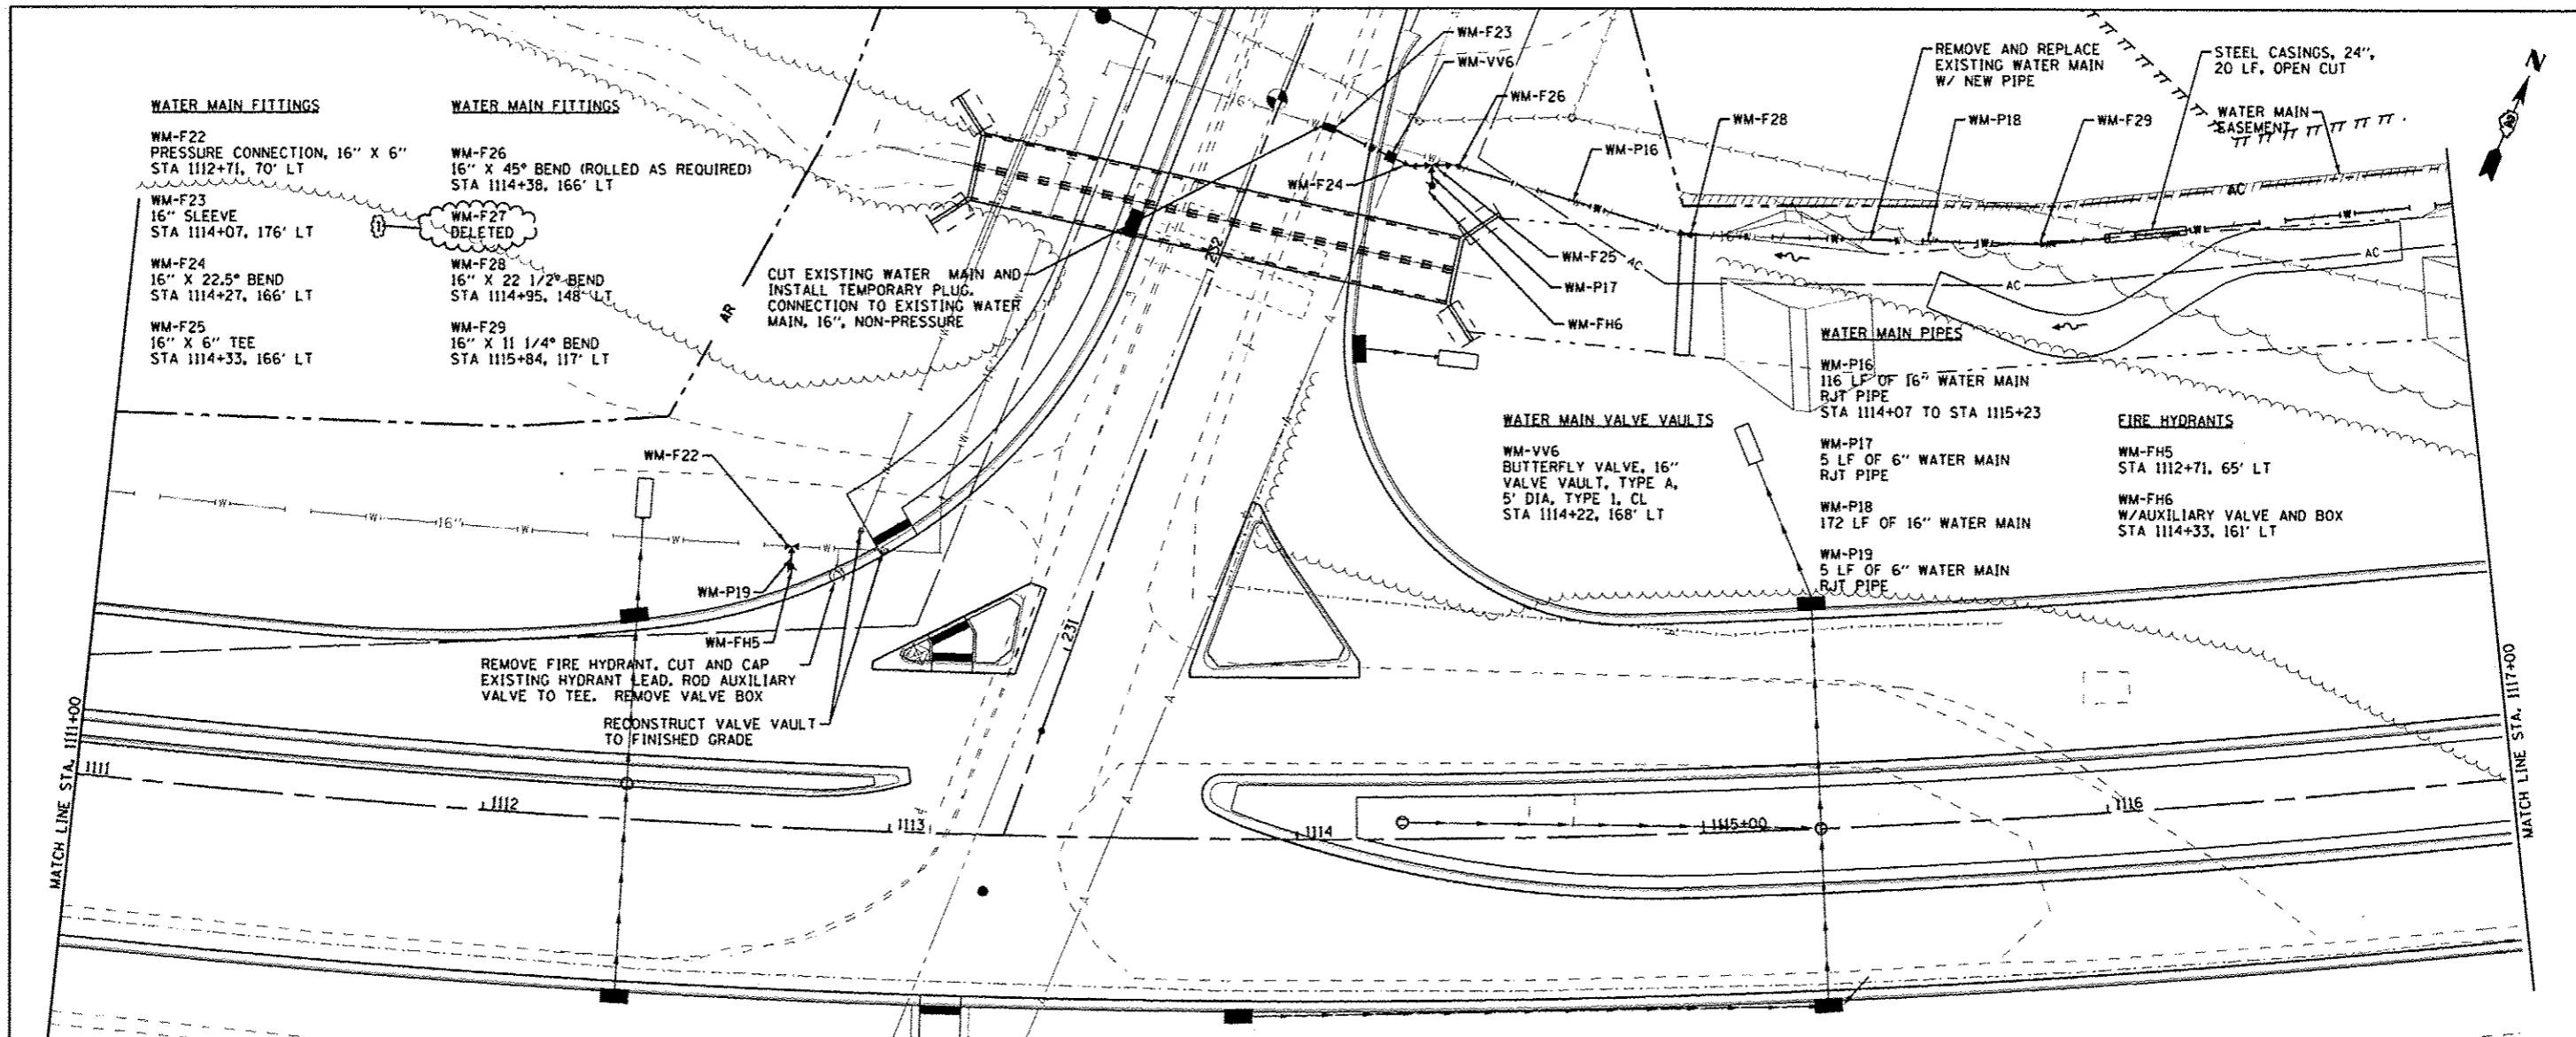 WATER MAIN FITTINGS
WM-F22
PRESSURE CONNECTION, 16" X 6"
STA 1112+71, 70' LT
WM-F23
16" SLEEVE
STA 1114+07, 176' LT
WM-F24
16" X 22.5° BEND
STA 1114+27, 166' LT
WM-F25
16" X 6" TEE
STA 1114+33, 166' LT
WATER MAIN FITTINGS
WM-F26
16" X 45° BEND (ROLLED AS REQUIRED)
STA 1114+38, 166' LT
1
WM-F27
DELETED
WM-F28
16" X 22 1/2° BEND
STA 1114+95, 148' LT
WM-F29
16" X 11 1/4° BEND
STA 1115+84, 117' LT
CUT EXISTING WATER MAIN AND
INSTALL TEMPORARY PLUG.
CONNECTION TO EXISTING WATER
MAIN, 16", NON-PRESSURE
AR
WM-F23
WM-VV6
WM-F26
WM-F24
WM-F25
WM-P17
WM-FH6
WM-P16
WM-F28
REMOVE AND REPLACE
EXISTING WATER MAIN
W/ NEW PIPE
WM-P18
STEEL CASINGS, 24",
20 LF, OPEN CUT
WATER MAIN
EASEMENT
WM-F29
N
AC
AC
AC
AC
16"
232
231
WATER MAIN PIPES
WM-P16
116 LF OF 16" WATER MAIN
RJT PIPE
STA 1114+07 TO STA 1115+23
WM-P17
5 LF OF 6" WATER MAIN
RJT PIPE
WM-P18
172 LF OF 16" WATER MAIN
WM-P19
5 LF OF 6" WATER MAIN
RJT PIPE
WATER MAIN VALVE VAULTS
WM-VV6
BUTTERFLY VALVE, 16"
VALVE VAULT, TYPE A,
5' DIA, TYPE 1, CL
STA 1114+22, 168' LT
FIRE HYDRANTS
WM-FH5
STA 1112+71, 65' LT
WM-FH6
W/AUXILIARY VALVE AND BOX
STA 1114+33, 161' LT
WM-F22
W W 16" W W W
WM-P19
WM-FH5
REMOVE FIRE HYDRANT, CUT AND CAP
EXISTING HYDRANT LEAD, ROD AUXILIARY
VALVE TO TEE. REMOVE VALVE BOX
RECONSTRUCT VALVE VAULT
TO FINISHED GRADE
MATCH LINE STA. 1111+00
1111
1112
1113
1114
1115+00
1116
MATCH LINE STA. 1117+00